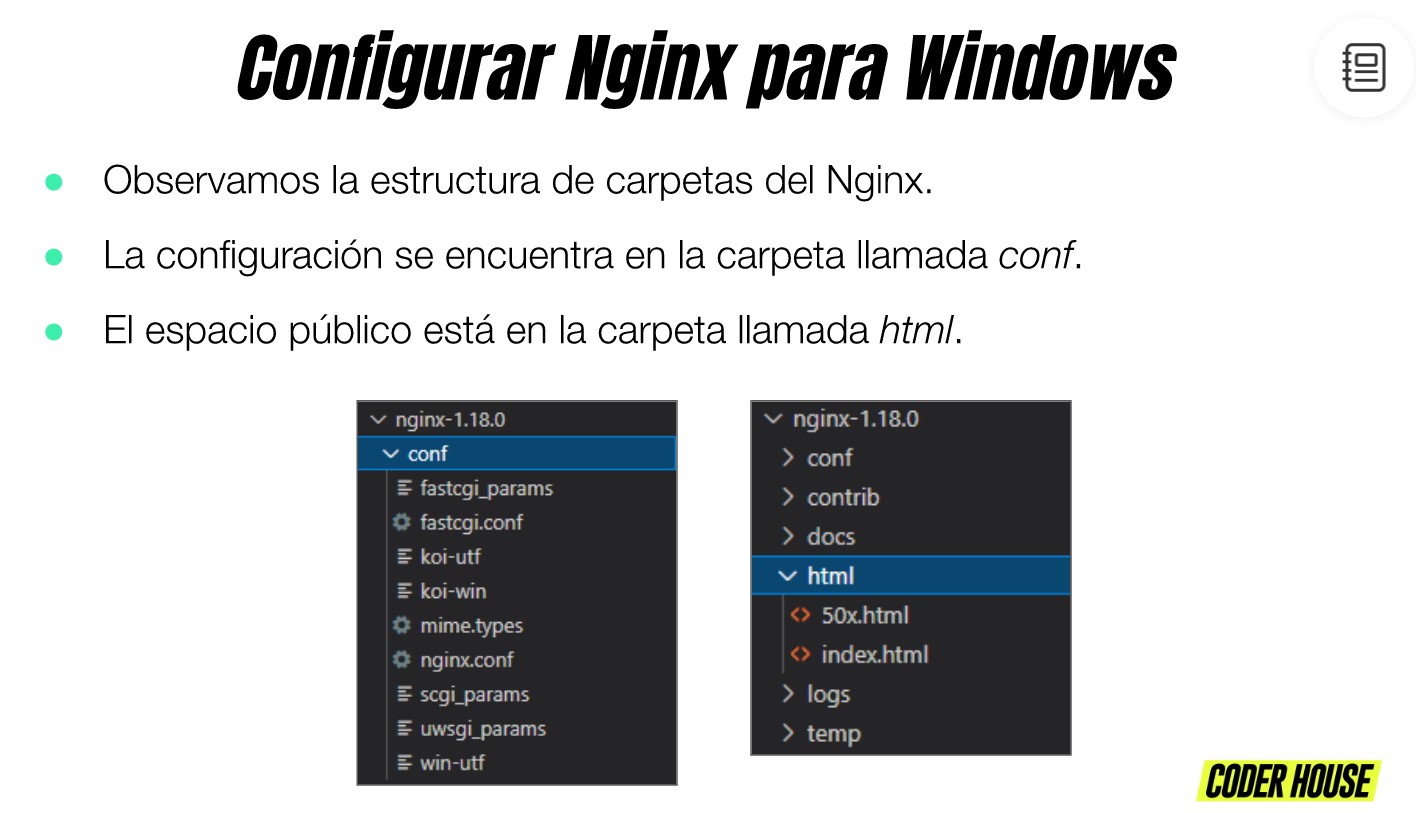 Configurar Nginx para Windows
Observamos la estructura de carpetas del Nginx.
La configuración se encuentra en la carpeta llamada conf.
El espacio público está en la carpeta llamada html.
nginx-1.18.0
conf
fastcgi_params
fastcgi.conf
koi-utf
koi-win
mime.types
nginx.conf
scgi_params
uwsgi_params
win-utf
nginx-1.18.0
conf
contrib
docs
html
50x.html
index.html
logs
temp
CODER HOUSE